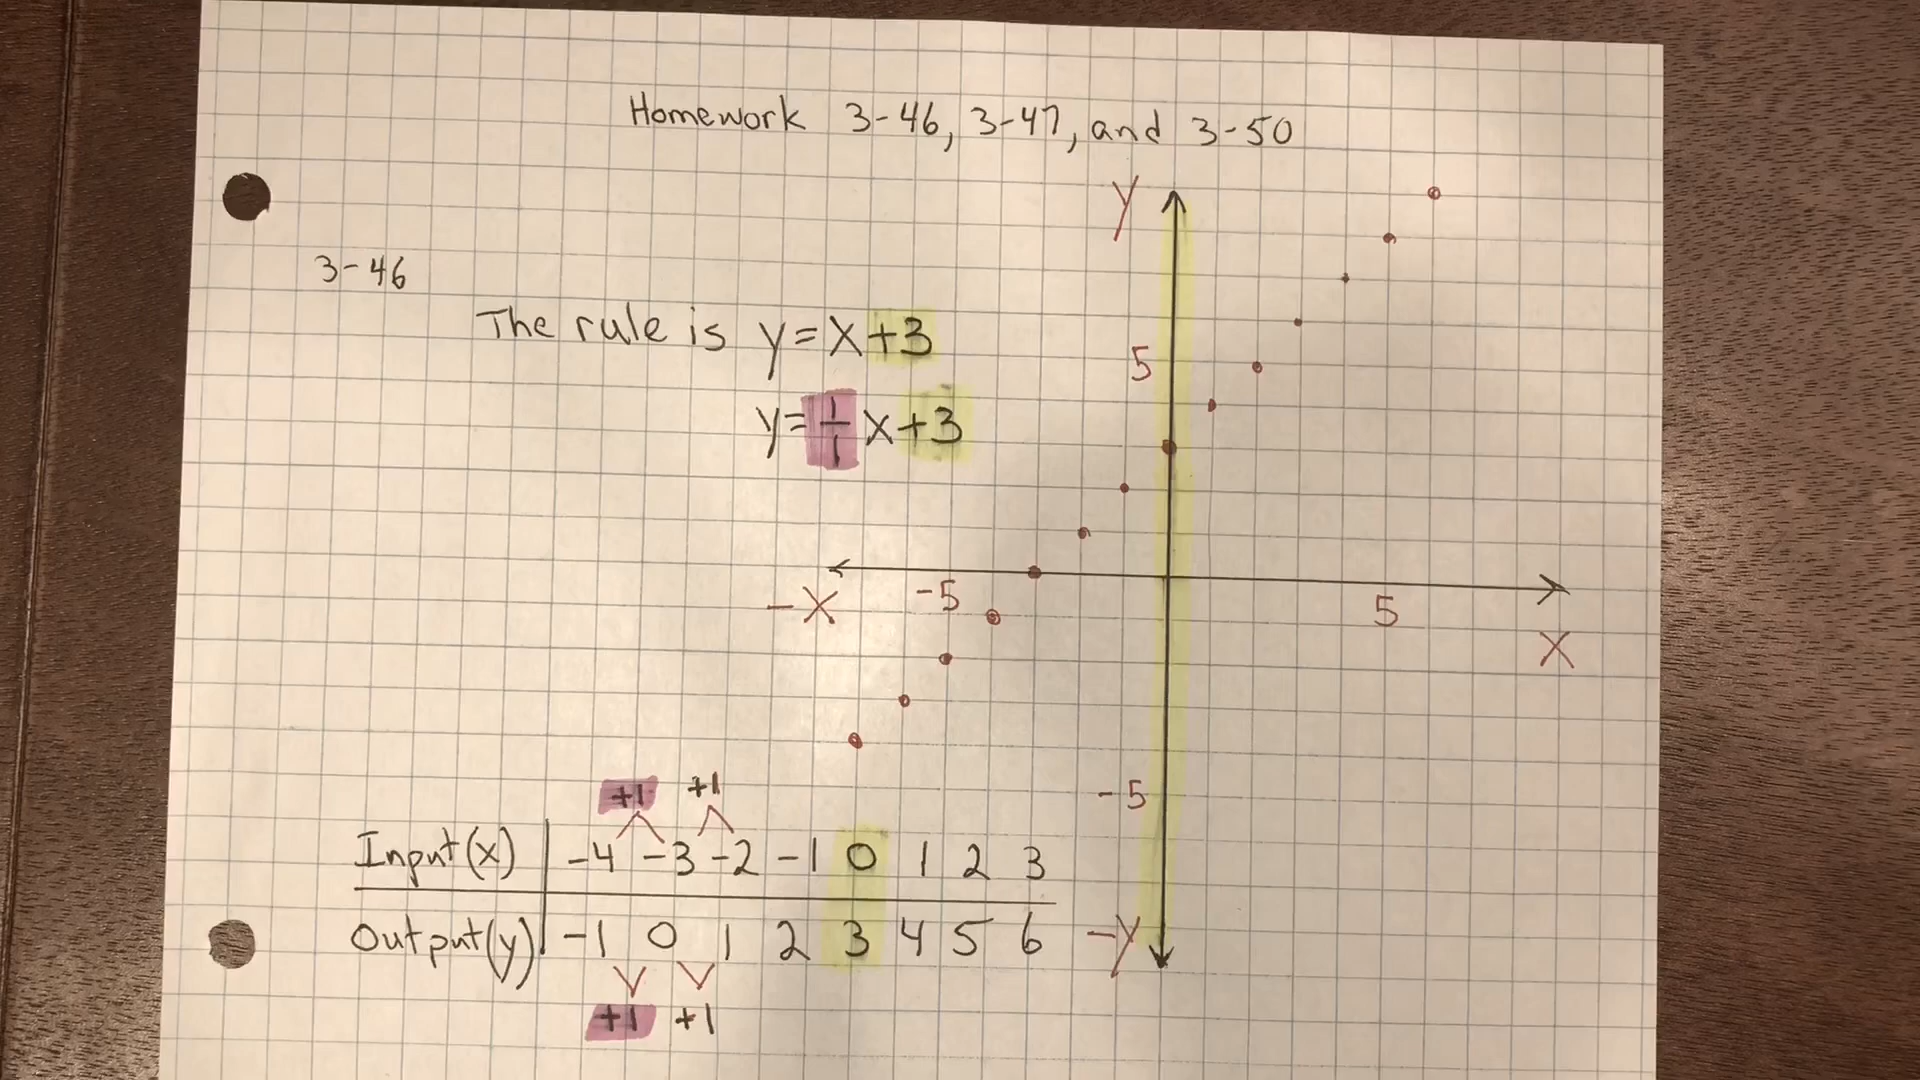 Homework 3-46, 3-47, and 3-50
3-46
The rule is y=x+3
y=1/1x+3
y
5
-5
5
-x
x
-5
-y
+1 +1
Input(x) -4 -3 -2 -1 0 1 2 3
Output(y) -1 0 1 2 3 4 5 6
+1 +1